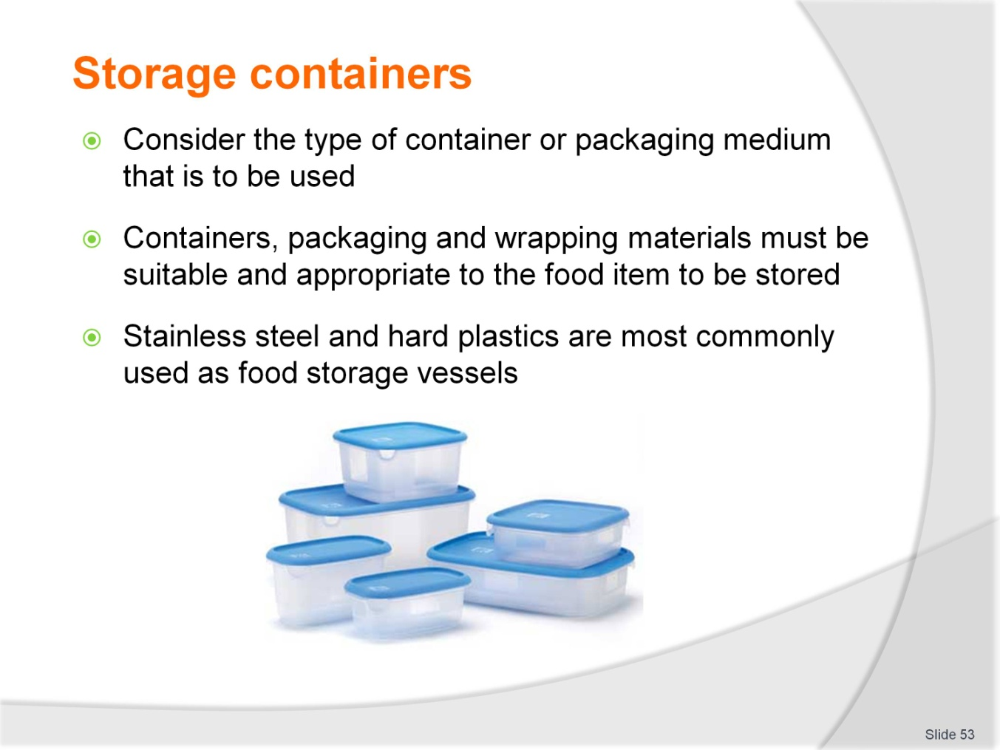 Storage containers
Consider the type of container or packaging medium
that is to be used
Containers, packaging and wrapping materials must be
suitable and appropriate to the food item to be stored
Stainless steel and hard plastics are most commonly
used as food storage vessels
Slide 53